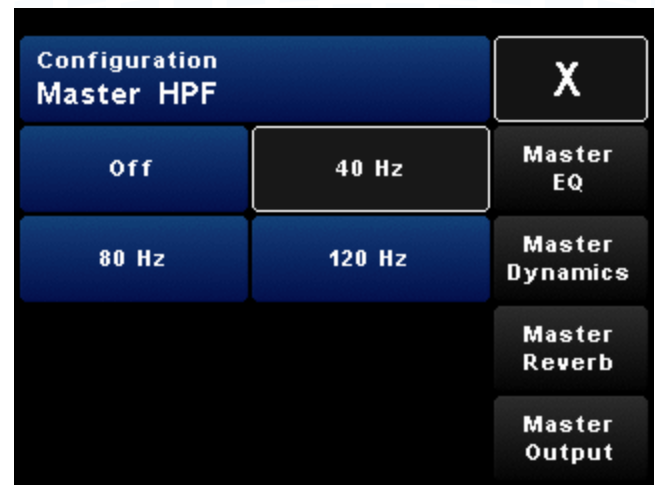 Configuration
Master HPF
X
Off
40 Hz
Master
EQ
80 Hz
120 Hz
Master
Dynamics
Master
Reverb
Master
Output